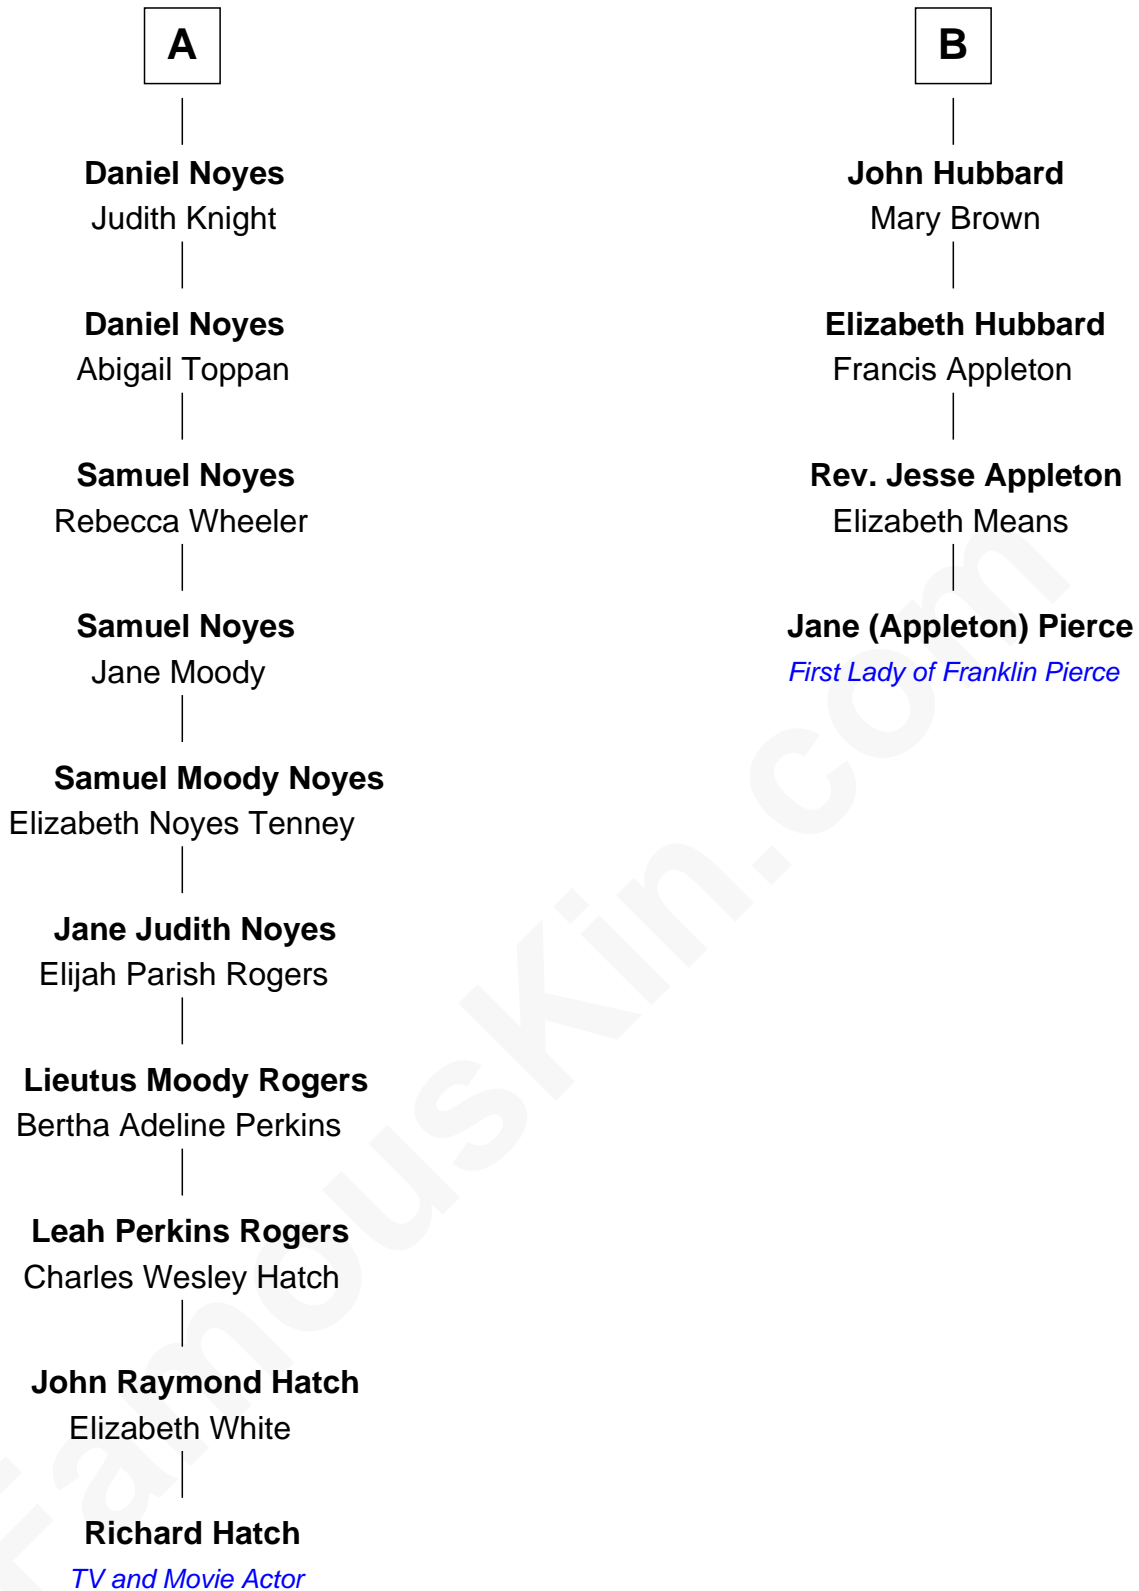 A
Daniel Noyes
Judith Knight
Daniel Noyes
Abigail Toppan
Samuel Noyes
Rebecca Wheeler
Samuel Noyes
Jane Moody
Samuel Moody Noyes
Elizabeth Noyes Tenney
Jane Judith Noyes
Elijah Parish Rogers
Lieutus Moody Rogers
Bertha Adeline Perkins
Leah Perkins Rogers
Charles Wesley Hatch
John Raymond Hatch
Elizabeth White
Richard Hatch
TV and Movie Actor
B
John Hubbard
Mary Brown
Elizabeth Hubbard
Francis Appleton
Rev. Jesse Appleton
Elizabeth Means
Jane (Appleton) Pierce
First Lady of Franklin Pierce
FamousKin.com